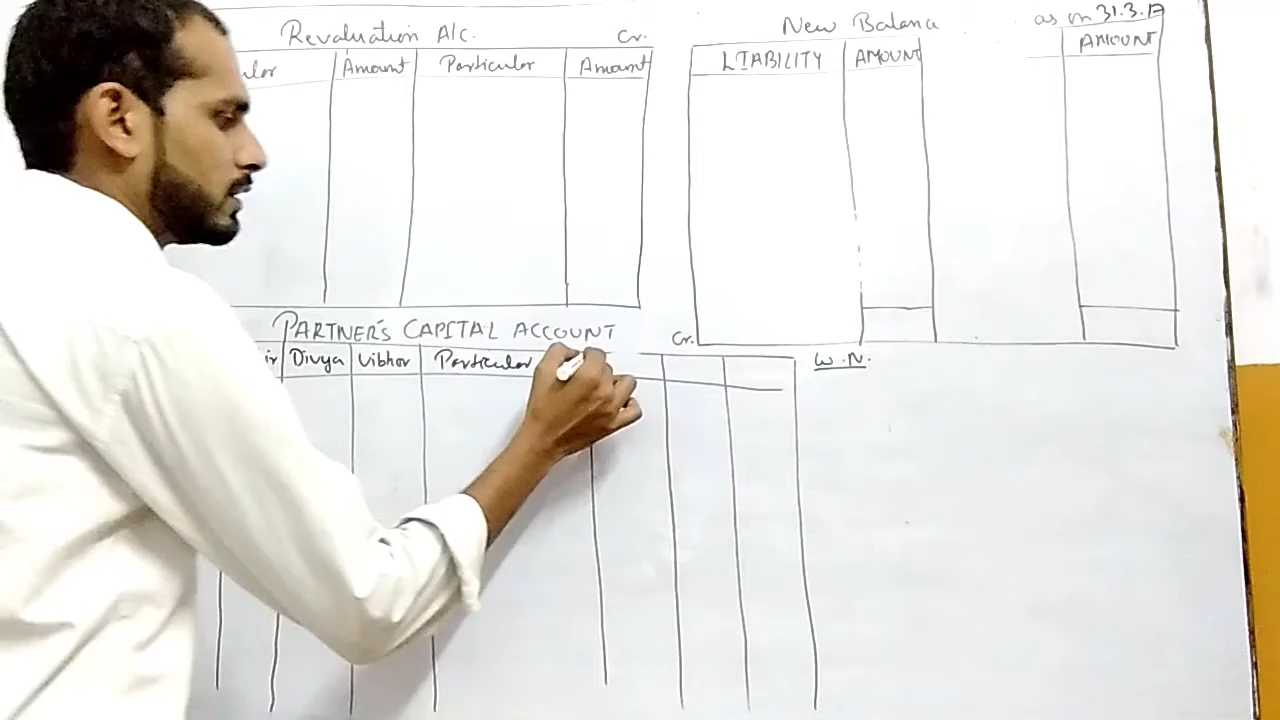 Revaluation A/c. Cr.
Amount Particular Amount
New Balance as on 31.3.17
LIABILITY AMOUNT AMOUNT
PARTNER'S CAPITAL ACCOUNT Cr.
Divya Vibhor Particular
W.N.